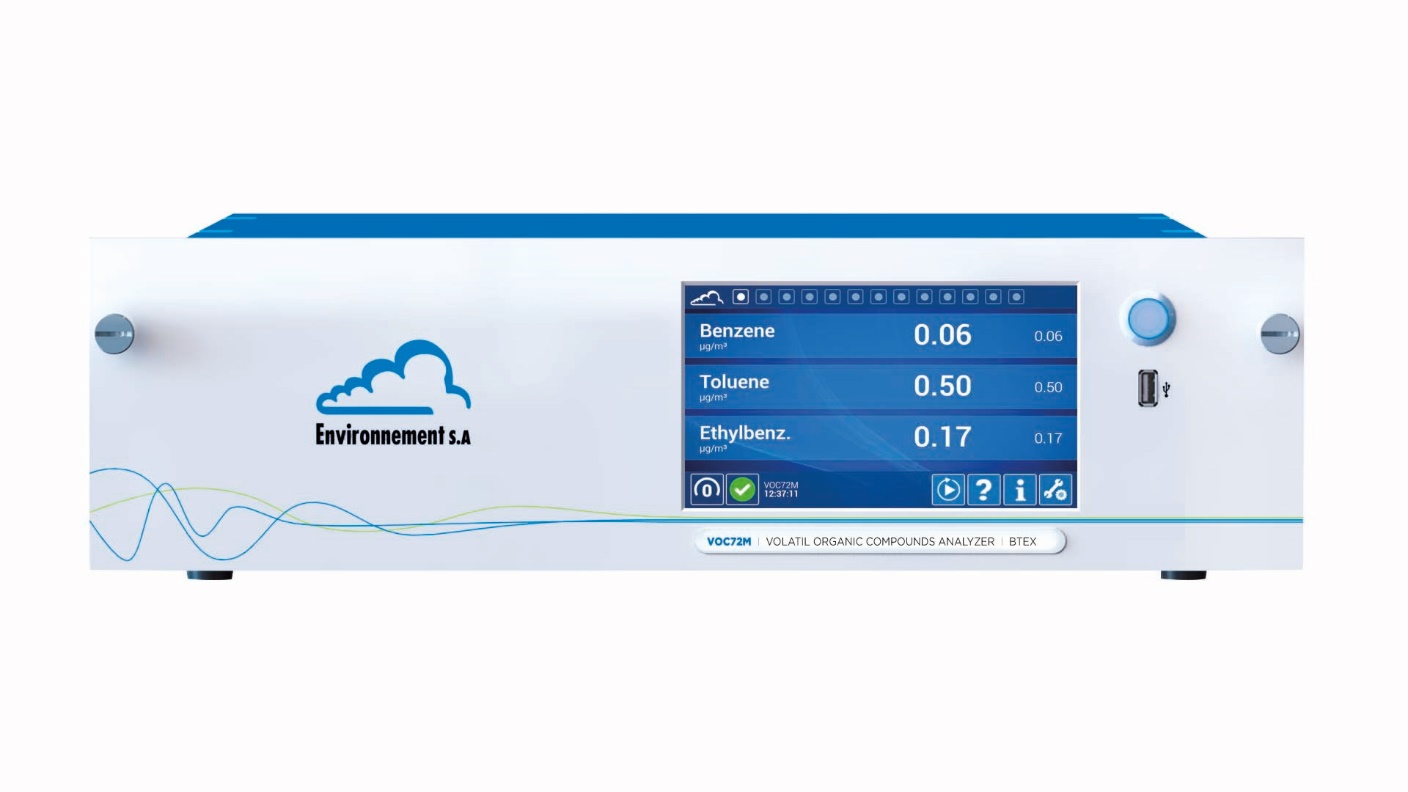 Environnement s.a
Benzene 0.06 0.06
µg/m³
Toluene 0.50 0.50
µg/m³
Ethylbenz. 0.17 0.17
µg/m³
0 VOC72M ? i
12:37:11
VOC72M | VOLATIL ORGANIC COMPOUNDS ANALYZER | BTEX